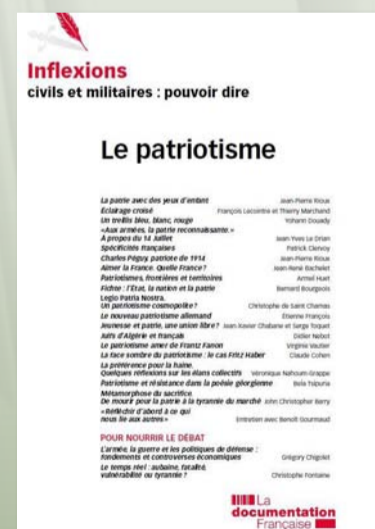 Inflexions
civils et militaires : pouvoir dire
Le patriotisme
La patrie avec des yeux d'enfant Jean-Pierre Rioux
Éclairage croisé François Lecointre et Thierry Marchand
Un treillis bleu, blanc, rouge Yohann Douady
«Aux armées, la patrie reconnaissante.»
À propos du 14 Juillet Jean-Yves Le Drian
Spécificités françaises Patrick Clervoy
Charles Péguy, patriote de 1914 Jean-Pierre Rioux
Aimer la France. Quelle France? Jean-René Bachelet
Patriotismes, frontières et territoires Armel Huet
Fichte : l'État, la nation et la patrie Bernard Bourgeois
Legio Patria Nostra.
Un patriotisme cosmopolite? Christophe de Saint Chamas
Le nouveau patriotisme allemand Étienne François
Jeunesse et patrie, une union libre? Jean Xavier Chabane et Serge Toquet
Juifs d'Algérie et français Didier Nebot
Le patriotisme amer de Frantz Fanon Virginie Vautier
La face sombre du patriotisme : le cas Fritz Haber Claude Cohen
La préférence pour la haine.
Quelques réflexions sur les élans collectifs Véronique Nahoum-Grappe
Patriotisme et résistance dans la poésie géorgienne Bela Tsipuria
Métamorphose du sacrifice.
De mourir pour la patrie à la tyrannie du marché John Christopher Barry
«Réfléchir d'abord à ce qui
nous lie aux autres» Entretien avec Benoît Gourmaud
POUR NOURRIR LE DÉBAT
L'armée, la guerre et les politiques de défense :
fondements et controverses économiques Grégory Chigolet
Le temps réel : aubaine, fatalité,
vulnérabilité ou tyrannie? Christophe Fontaine
La
documentation
Française